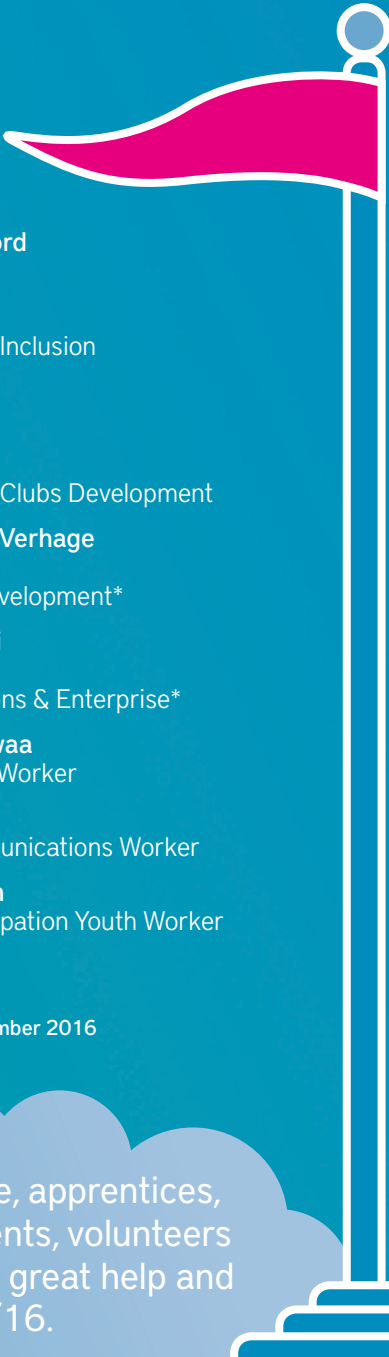 ord
Inclusion
Clubs Development
Verhage
velopment*
i
ns & Enterprise*
waa
Worker
unications Worker
n
pation Youth Worker
mber 2016
e, apprentices,
ents, volunteers
great help and
/16.